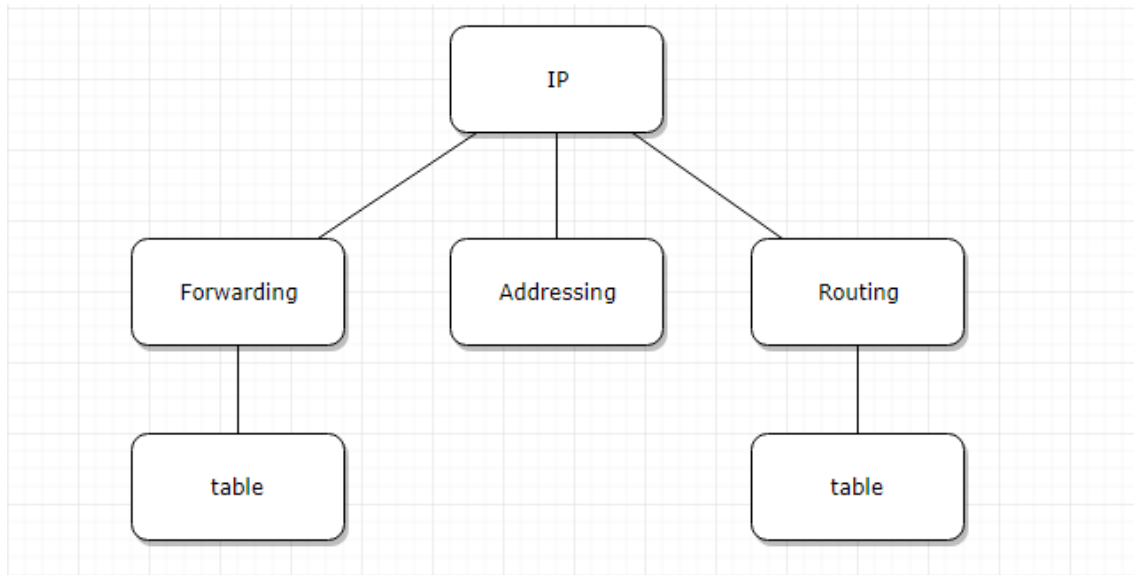 IP
Forwarding
Addressing
Routing
table
table